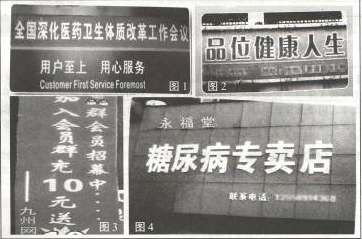 全国深化医药卫生体质改革工作会议
用户至上 用心服务
Customer First Service Foremost
图1
品位健康人生
图2
群会员招募中…
加入会员群充
10
元送
九州网
图3
永福堂
糖尿病专卖店
联系电话:
图4